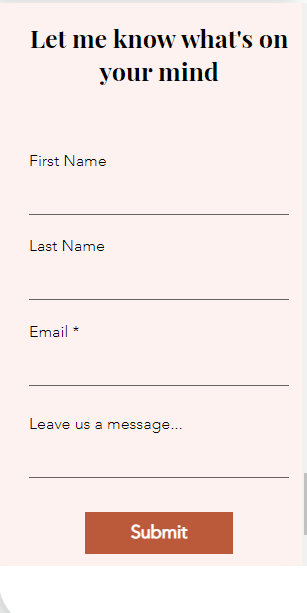 Let me know what's on
your mind
First Name
Last Name
Email *
Leave us a message...
Submit